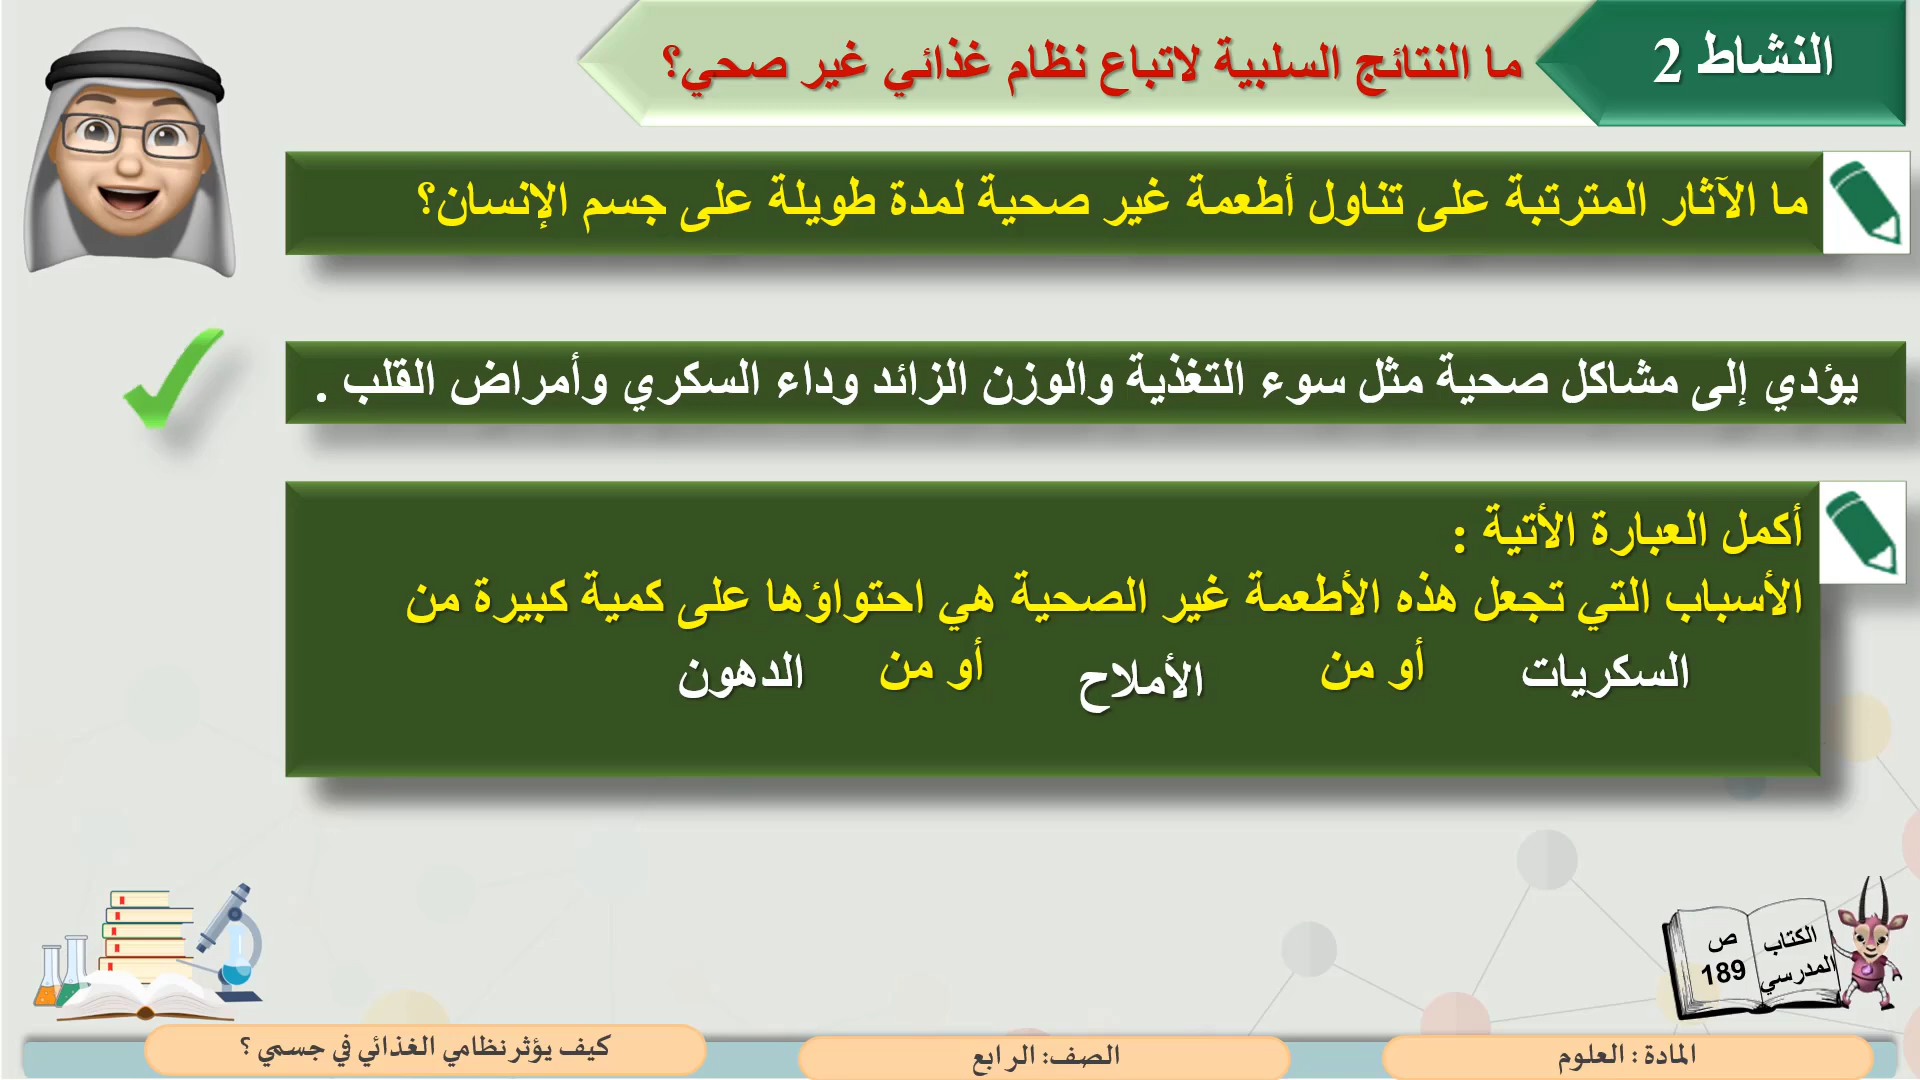 النشاط 2
ما النتائج السلبية لاتباع نظام غذائي غير صحي؟
ما الآثار المترتبة على تناول أطعمة غير صحية لمدة طويلة على جسم الإنسان؟
يؤدي إلى مشاكل صحية مثل سوء التغذية والوزن الزائد وداء السكري وأمراض القلب .
أكمل العبارة الأتية :
الأسباب التي تجعل هذه الأطعمة غير الصحية هي احتواؤها على كمية كبيرة من
السكريات أو من الأملاح أو من الدهون
الكتاب المدرسي
ص 189
المادة : العلوم
الصف: الرابع
كيف يؤثر نظامي الغذائي في جسمي ؟